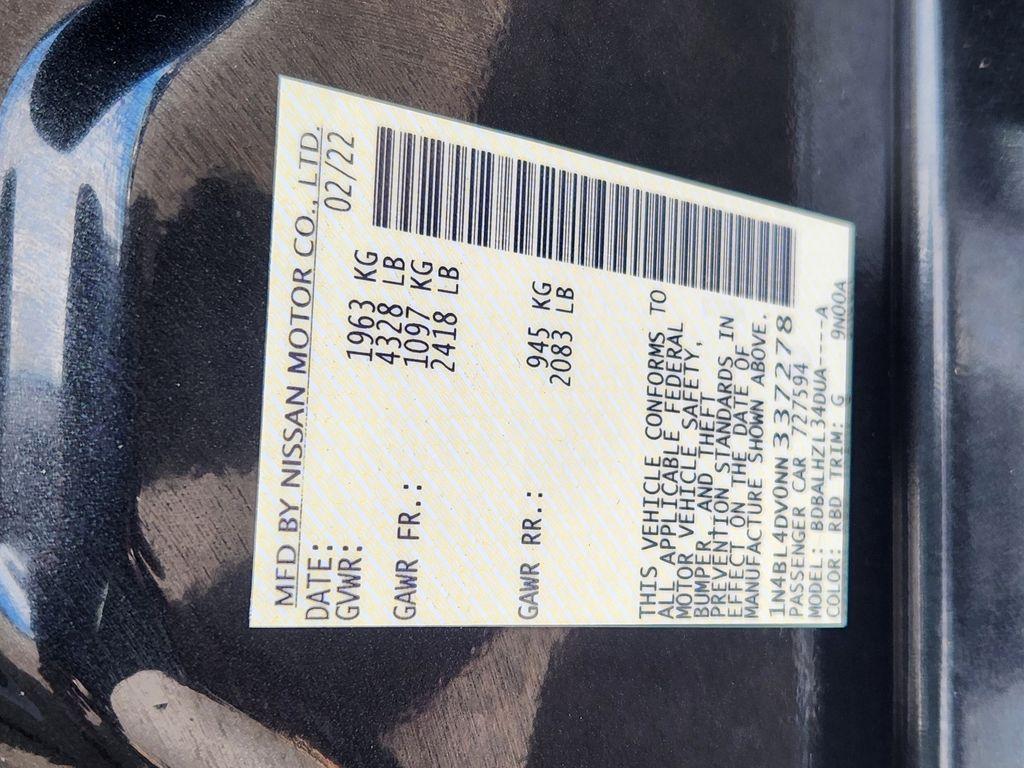 MFD BY NISSAN MOTOR CO., LTD.
DATE: 02/22
GVWR: 1963 KG
4328 LB
GAWR FR.: 1097 KG
2418 LB
GAWR RR.: 945 KG
2083 LB
THIS VEHICLE CONFORMS TO
ALL APPLICABLE FEDERAL
MOTOR VEHICLE SAFETY,
BUMPER, AND THEFT
PREVENTION STANDARDS IN
EFFECT ON THE DATE OF
MANUFACTURE SHOWN ABOVE.
1N4BL4DV0NN 337278
PASSENGER CAR 727594
MODEL: BDBALHZL34DUA----A
COLOR: RBD TRIM: G 9N00A